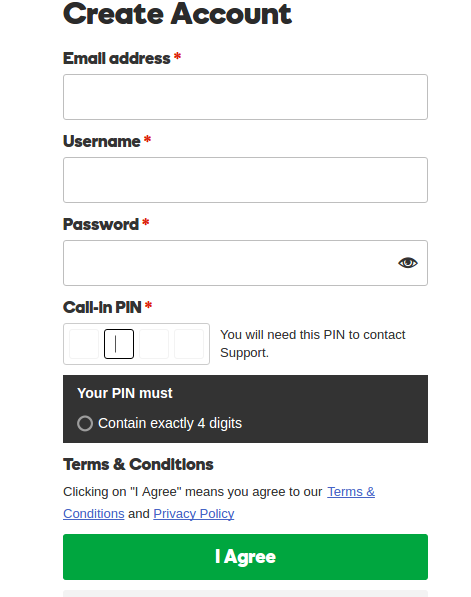 Create Account
Email address *
Username *
Password *
Call-in PIN *
You will need this PIN to contact
Support.
Your PIN must
Contain exactly 4 digits
Terms & Conditions
Clicking on "I Agree" means you agree to our Terms &
Conditions and Privacy Policy
I Agree